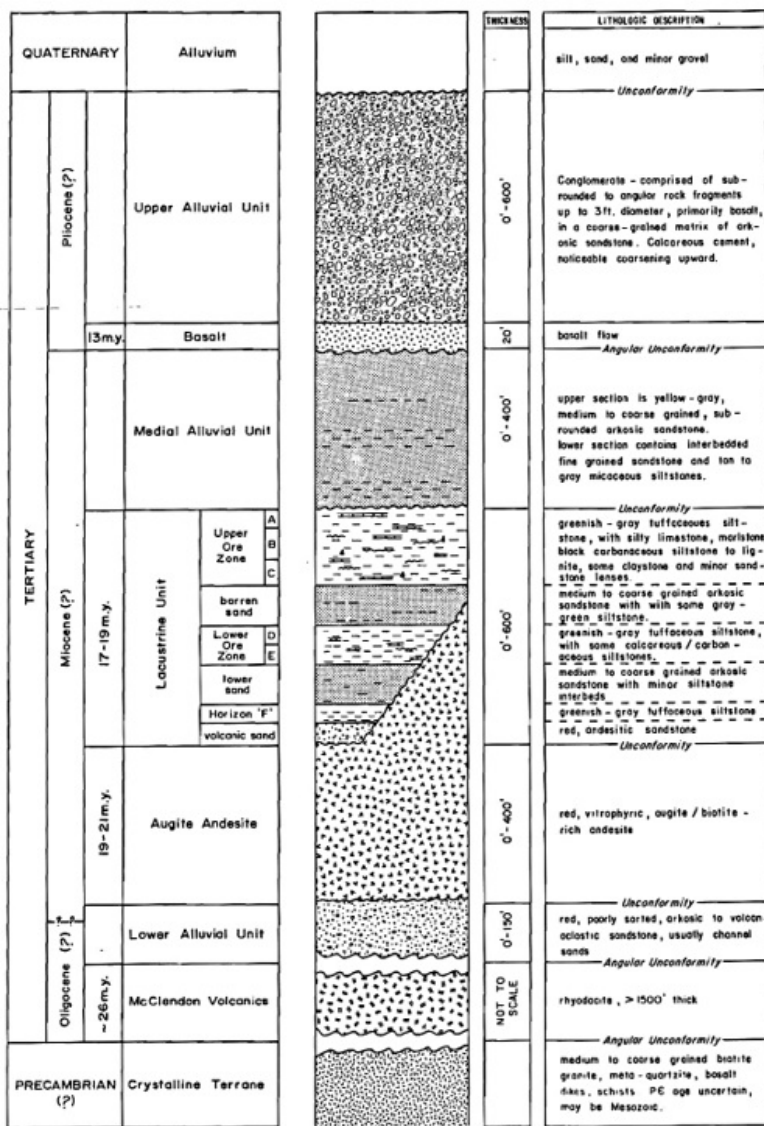 THICKNESS
LITHOLOGIC DESCRIPTION
QUATERNARY
Alluvium
silt, sand, and minor gravel
Unconformity
TERTIARY
Pliocene (?)
Upper Alluvial Unit
0'-600'
Conglomerate - comprised of sub-
rounded to angular rock fragments
up to 3ft. diameter, primarily basalt,
in a coarse-grained matrix of ark-
osic sandstone. Calcareous cement,
noticeable coarsening upward.
13m.y.
Basalt
20'
basalt flow
Angular Unconformity
Miocene (?)
Medial Alluvial Unit
0'-400'
upper section is yellow-gray,
medium to coarse grained, sub-
rounded arkosic sandstone.
lower section contains interbedded
fine grained sandstone and tan to
gray micaceous siltstones.
Unconformity
17-19m.y.
Lacustrine Unit
Upper
Ore
Zone
A
B
C
0'-600'
greenish-gray tuffaceoues silt-
stone, with silty limestone, marlstone
black carbanaceous siltstone to lig-
nite, some claystone and minor sand-
stone lenses.
barren
sand
medium to coarse grained arkosic
sandstone with with some gray-
green siltstone.
Lower
Ore
Zone
D
E
greenish-gray tuffaceous siltstone,
with some calcareous/carbon-
aceous siltstones.
lower
sand
medium to coarse grained arkosic
sandstone with minor siltstone
interbeds
Horizon 'F'
greenish-gray tuffaceous siltstone
volcanic sand
red, andesitic sandstone
Unconformity
19-21m.y.
Augite Andesite
0'-400'
red, vitrophyric, augite/biotite-
rich andesite
Unconformity
?
?
Oligocene (?)
Lower Alluvial Unit
0'-150'
red, poorly sorted, arkosic to volcan-
aclastic sandstone, usually channel
sands
Angular Unconformity
~26m.y.
McClendon Volcanics
NOT TO
SCALE
rhyodacite, >1500' thick
Angular Unconformity
PRECAMBRIAN
(?)
Crystalline Terrane
medium to coarse grained biotite
granite, meta-quartzite, basalt
dikes, schists PЄ age uncertain,
may be Mesozoic.